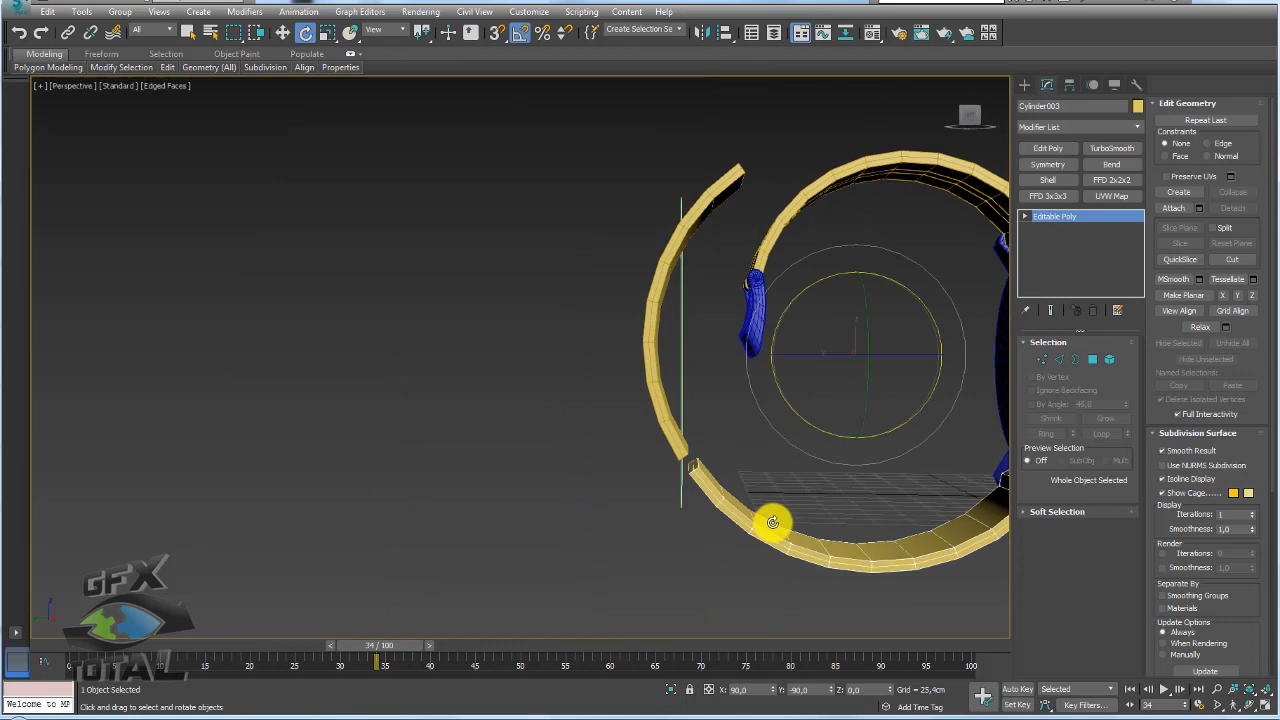 Edit Tools Group Views Create Modifiers Animation Graph Editors Rendering Civil View Customize Scripting Content Help
All View Create Selection Se
Modeling Freeform Selection Object Paint Populate
Polygon Modeling Modify Selection Edit Geometry (All) Subdivision Align Properties
[+] [Perspective] [Standard] [Edged Faces]
Cylinder003
Modifier List
Edit Poly TurboSmooth
Symmetry Bend
Shell FFD 2x2x2
FFD 3x3x3 UVW Map
Editable Poly
Selection
By Vertex
Ignore Backfacing
By Angle: 45,0
Shrink Grow
Ring Loop
Preview Selection
Off SubObj Multi
Whole Object Selected
Soft Selection
Edit Geometry
Repeat Last
Constraints
None Edge
Face Normal
Preserve UVs
Create Collapse
Attach Detach
Slice Plane Split
Slice Reset Plane
QuickSlice Cut
MSmooth Tessellate
Make Planar X Y Z
View Align Grid Align
Relax
Hide Selected Unhide All
Hide Unselected
Named Selections:
Copy Paste
Delete Isolated Vertices
Full Interactivity
Subdivision Surface
Smooth Result
Use NURMS Subdivision
Isoline Display
Show Cage......
Display
Iterations: 1
Smoothness: 1,0
Render
Iterations: 0
Smoothness: 1,0
Separate By
Smoothing Groups
Materials
Update Options
Always
When Rendering
Manually
Update
GFX
TOTAL
< 34 / 100 >
0 5 15 20 25 30 35 40 45 50 55 60 65 70 75 80 85 90 95 100
1 Object Selected X: 90,0 Y: -90,0 Z: 0,0 Grid = 25,4cm Auto Key Selected
Welcome to MA Click and drag to select and rotate objects Add Time Tag Set Key Key Filters... 34